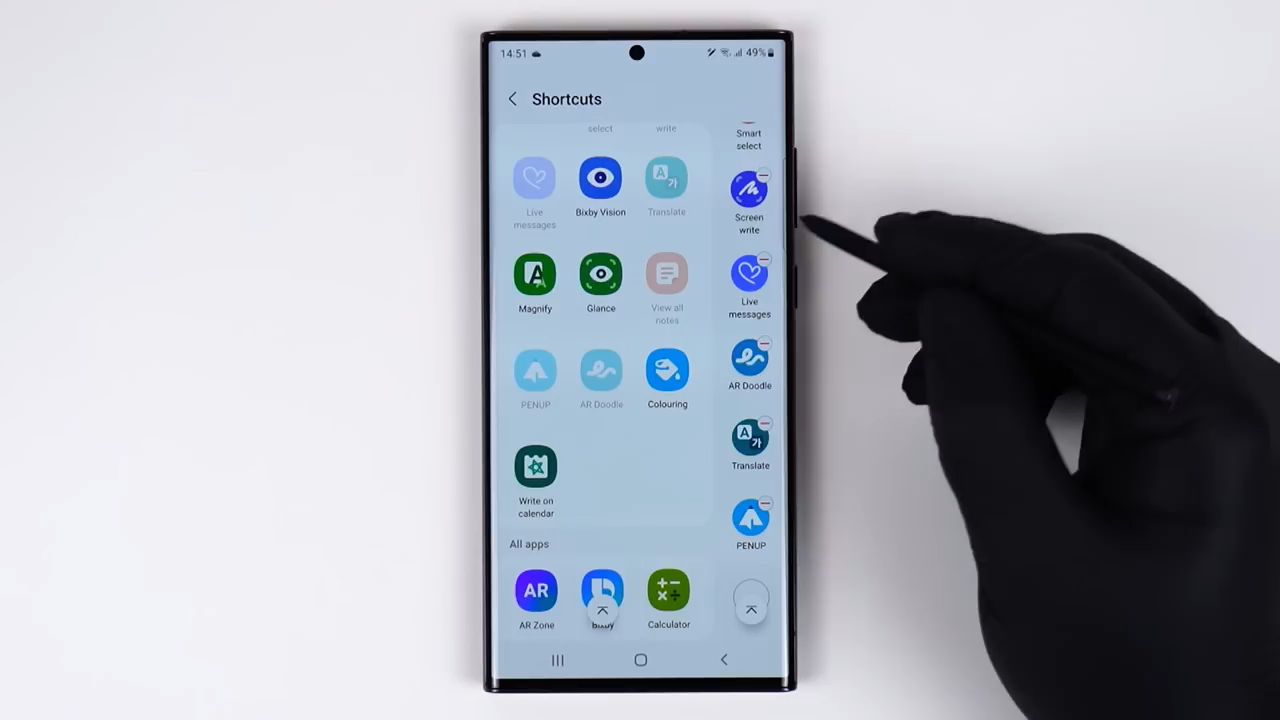 14:51
49%
Shortcuts
select
write
Live
messages
Bixby Vision
Translate
Magnify
Glance
View all
notes
PENUP
AR Doodle
Colouring
Write on
calendar
All apps
AR
AR Zone
Bixby
Calculator
Smart
select
Screen
write
Live
messages
AR Doodle
Translate
PENUP